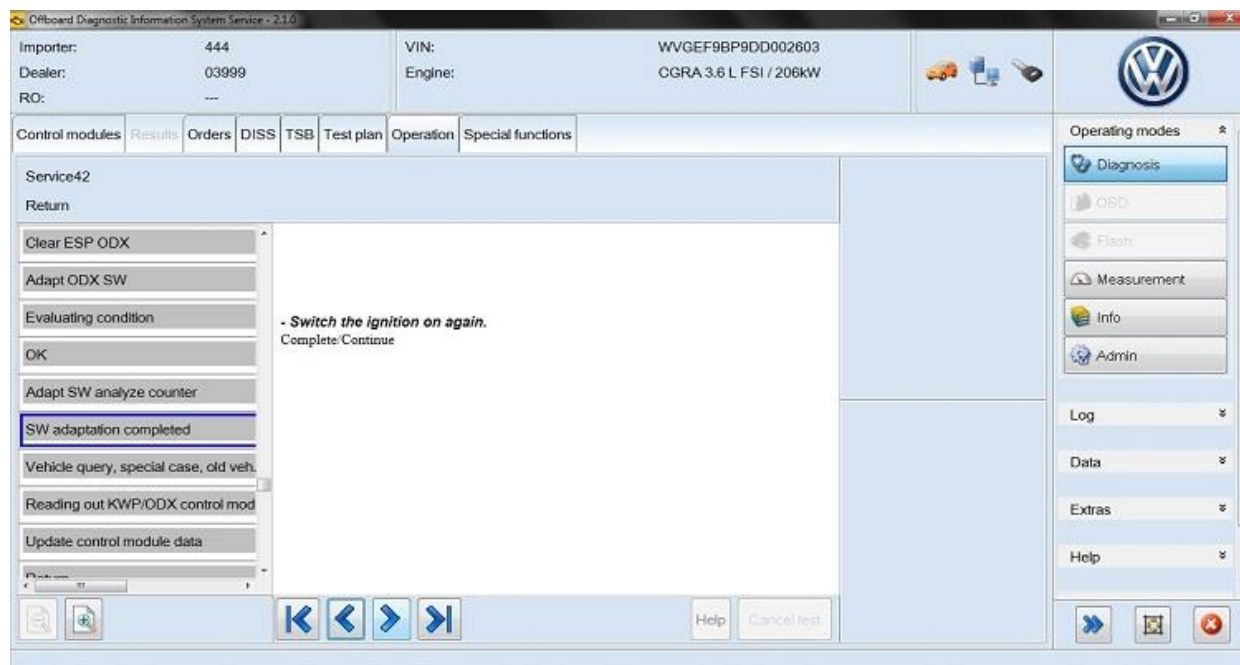 Offboard Diagnostic Information System Service - 2.1.0
Importer: 444 VIN: WVGEF9BP9DD002603
Dealer: 03999 Engine: CGRA 3.6 L FSI / 206kW
RO: ---
Control modules Results Orders DISS TSB Test plan Operation Special functions
Operating modes
Service42
Return
Diagnosis
OBD
Flash
Measurement
Info
Admin
Log
Data
Extras
Help
Clear ESP ODX
Adapt ODX SW
Evaluating condition
OK
Adapt SW analyze counter
SW adaptation completed
Vehicle query, special case, old veh.
Reading out KWP/ODX control mod
Update control module data
Return
- Switch the ignition on again.
Complete/Continue
Help Cancel test